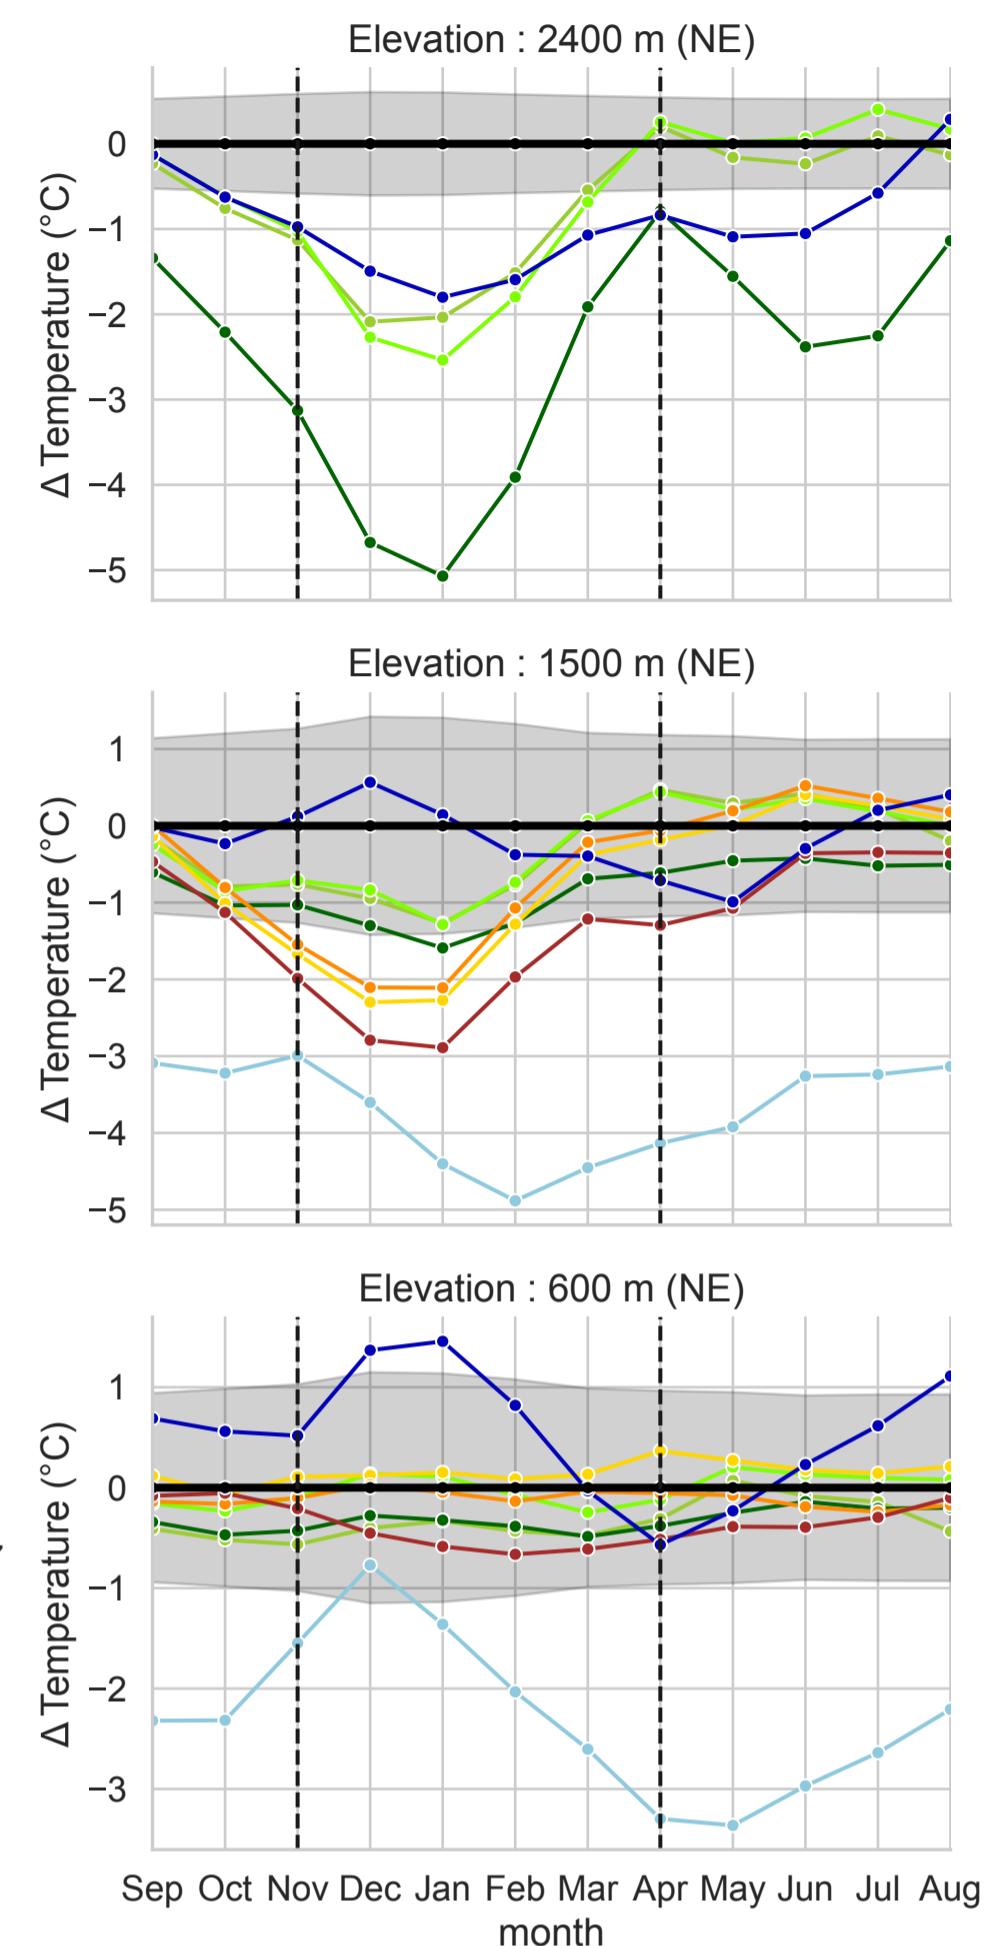 Elevation : 2400 m (NE)
Δ Temperature (°C)
0
−1
−2
−3
−4
−5
Elevation : 1500 m (NE)
Δ Temperature (°C)
1
0
−1
−2
−3
−4
−5
Elevation : 600 m (NE)
Δ Temperature (°C)
1
0
−1
−2
−3
Sep Oct Nov Dec Jan Feb Mar Apr May Jun Jul Aug
month